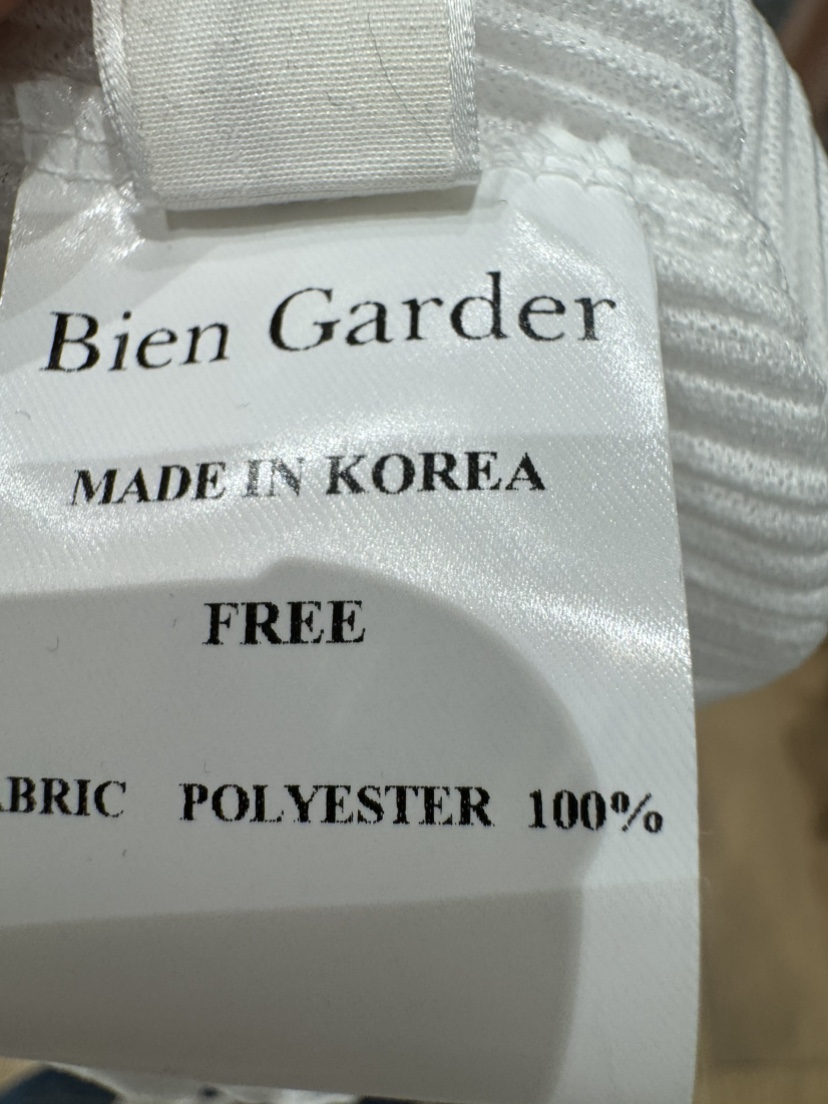 Bien Garder
MADE IN KOREA
FREE
ABRIC POLYESTER 100%